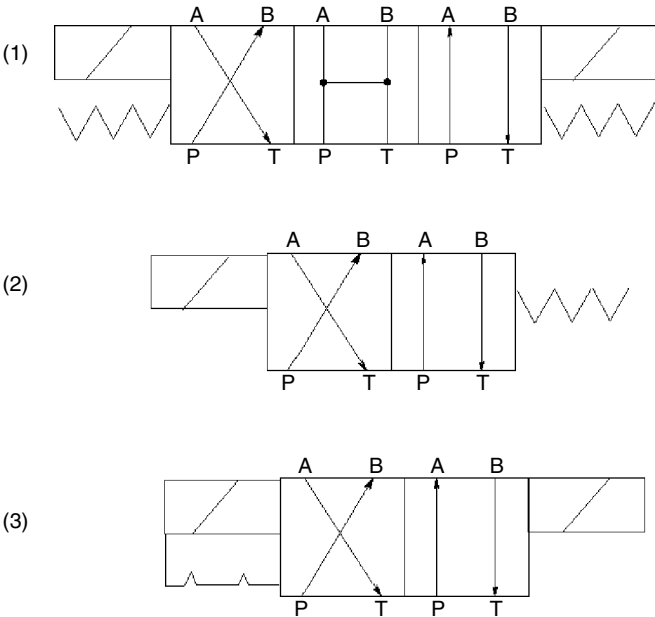 A B A B A B
(1)
P T P T P T
A B A B
(2)
P T P T
A B A B
(3)
P T P T